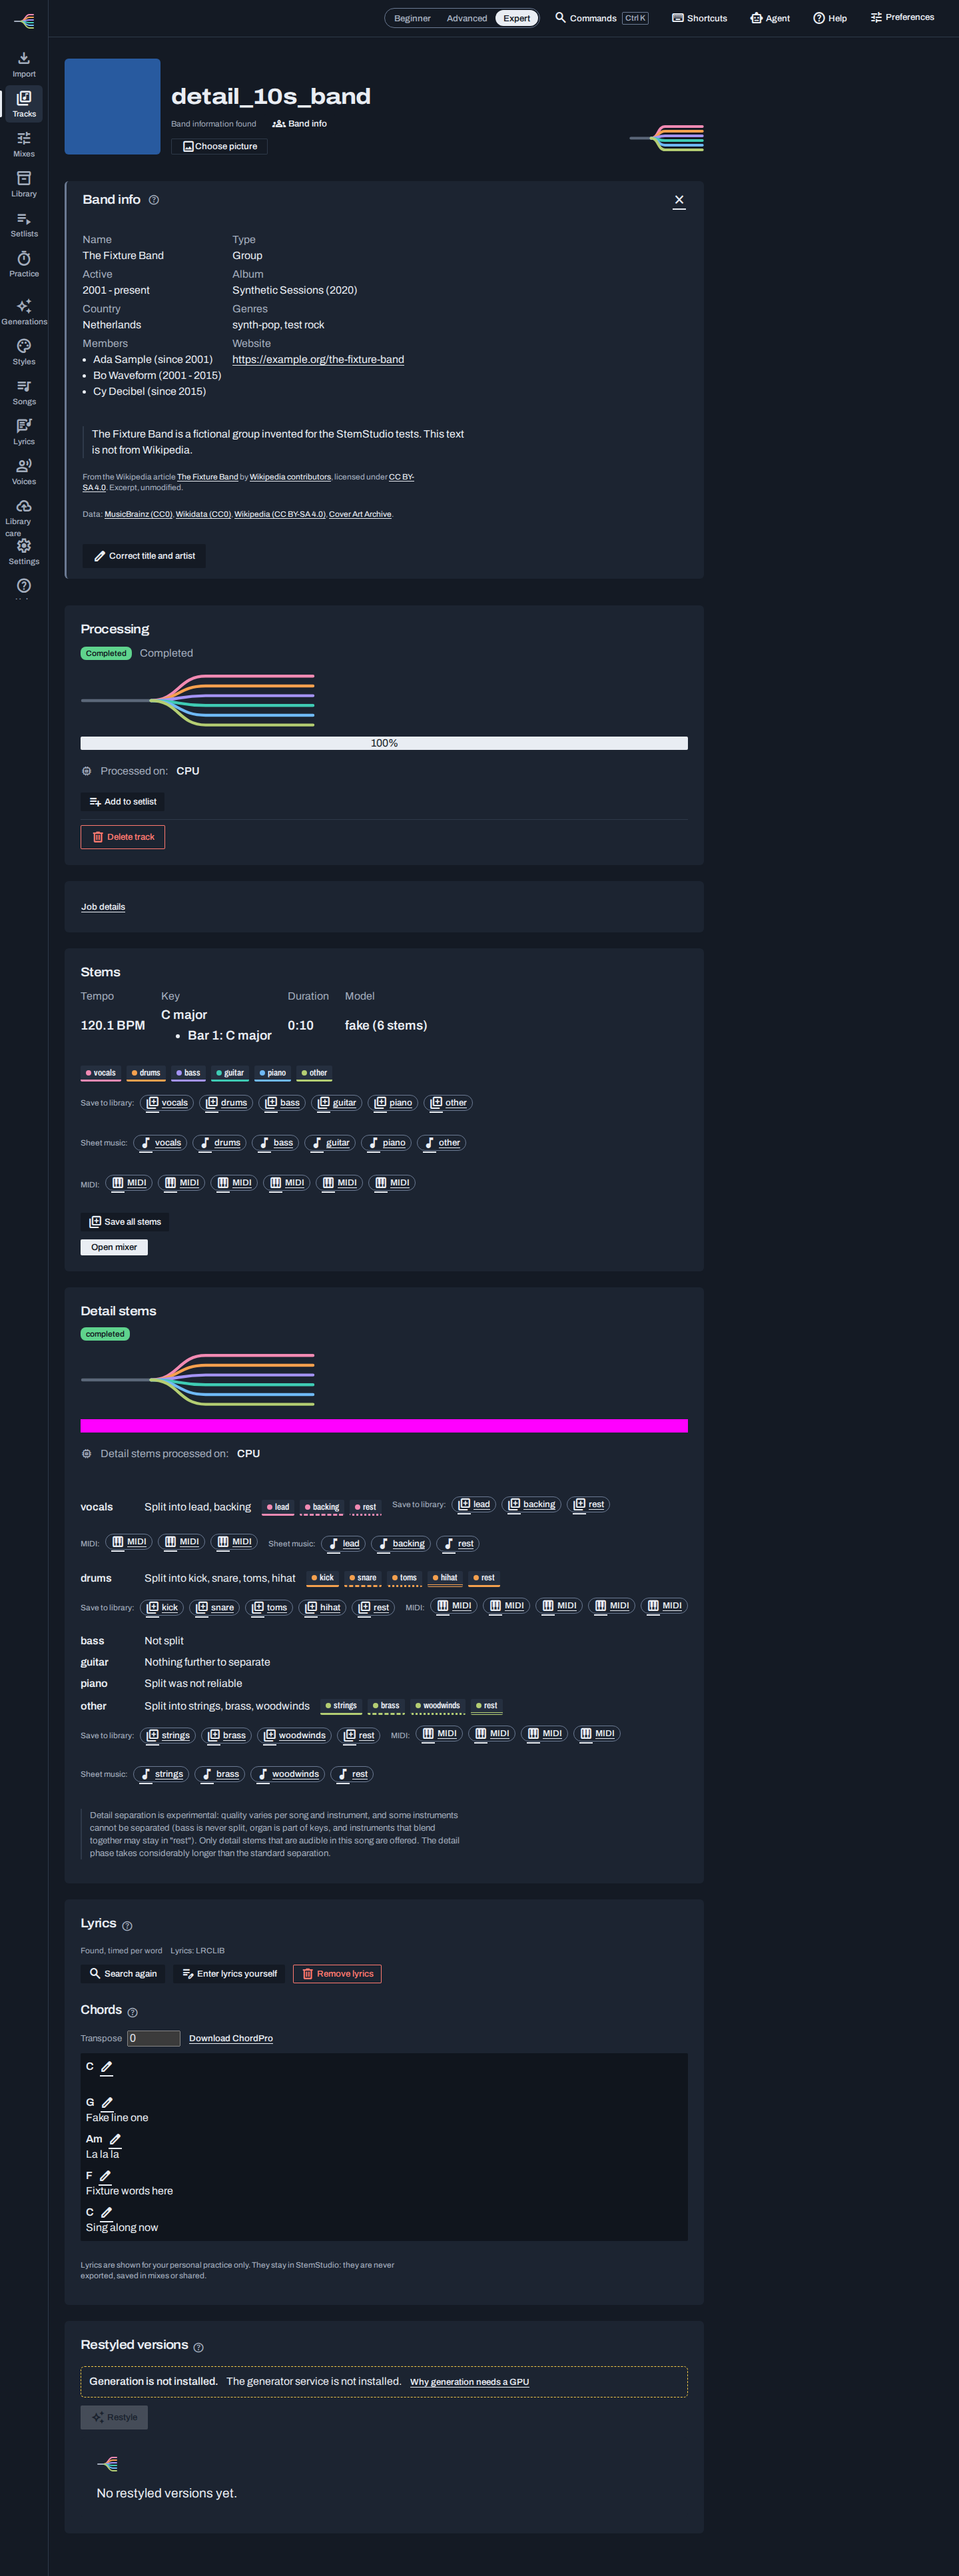 Beginner Advanced Expert Commands Ctrl K Shortcuts Agent Help Preferences
Import
Tracks
Mixes
Library
Setlists
Practice
Generations
Styles
Songs
Lyrics
Voices
Library care
Settings
detail_10s_band
Band information found Band info
Choose picture
Band info
Name Type
The Fixture Band Group
Active Album
2001 - present Synthetic Sessions (2020)
Country Genres
Netherlands synth-pop, test rock
Members Website
• Ada Sample (since 2001) https://example.org/the-fixture-band
• Bo Waveform (2001 - 2015)
• Cy Decibel (since 2015)
The Fixture Band is a fictional group invented for the StemStudio tests. This text
is not from Wikipedia.
From the Wikipedia article The Fixture Band by Wikipedia contributors, licensed under CC BY-
SA 4.0. Excerpt, unmodified.
Data: MusicBrainz (CC0), Wikidata (CC0), Wikipedia (CC BY-SA 4.0), Cover Art Archive.
Correct title and artist
Processing
Completed Completed
100%
Processed on: CPU
Add to setlist
Delete track
Job details
Stems
Tempo Key Duration Model
120.1 BPM C major 0:10 fake (6 stems)
• Bar 1: C major
vocals drums bass guitar piano other
Save to library: vocals drums bass guitar piano other
Sheet music: vocals drums bass guitar piano other
MIDI: MIDI MIDI MIDI MIDI MIDI MIDI
Save all stems
Open mixer
Detail stems
completed
Detail stems processed on: CPU
vocals Split into lead, backing lead backing rest Save to library: lead backing rest
MIDI: MIDI MIDI MIDI Sheet music: lead backing rest
drums Split into kick, snare, toms, hihat kick snare toms hihat rest
Save to library: kick snare toms hihat rest MIDI: MIDI MIDI MIDI MIDI MIDI
bass Not split
guitar Nothing further to separate
piano Split was not reliable
other Split into strings, brass, woodwinds strings brass woodwinds rest
Save to library: strings brass woodwinds rest MIDI: MIDI MIDI MIDI MIDI
Sheet music: strings brass woodwinds rest
Detail separation is experimental: quality varies per song and instrument, and some instruments
cannot be separated (bass is never split, organ is part of keys, and instruments that blend
together may stay in "rest"). Only detail stems that are audible in this song are offered. The detail
phase takes considerably longer than the standard separation.
Lyrics
Found, timed per word Lyrics: LRCLIB
Search again Enter lyrics yourself Remove lyrics
Chords
Transpose 0 Download ChordPro
C
G
Fake line one
Am
La la la
F
Fixture words here
C
Sing along now
Lyrics are shown for your personal practice only. They stay in StemStudio: they are never
exported, saved in mixes or shared.
Restyled versions
Generation is not installed. The generator service is not installed. Why generation needs a GPU
Restyle
No restyled versions yet.